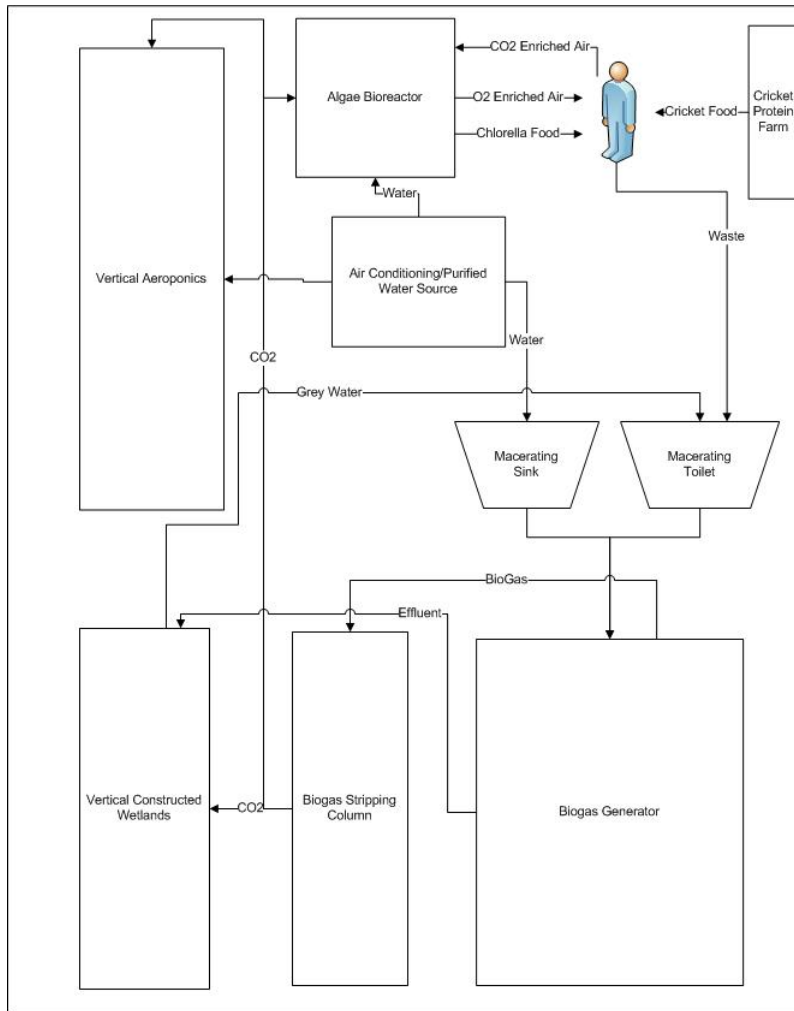 CO2 Enriched Air
Algae Bioreactor
O2 Enriched Air
Chlorella Food
Cricket Food
Cricket
Protein
Farm
Water
Waste
Vertical Aeroponics
Air Conditioning/Purified
Water Source
Water
CO2
Grey Water
Macerating
Sink
Macerating
Toilet
BioGas
Effluent
Vertical Constructed
Wetlands
CO2
Biogas Stripping
Column
Biogas Generator